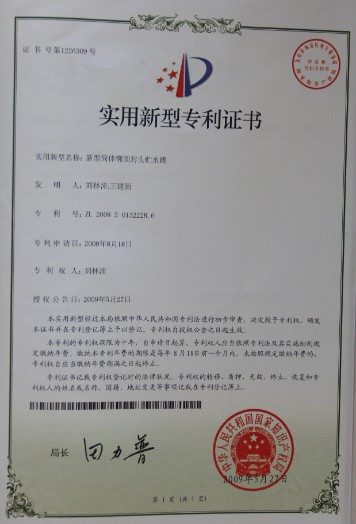 证 书 号 第1226309号
实用新型专利证书
实用新型名称：新型筒体椭圆封头贮水罐
发 明 人：刘林沛;王建朝
专 利 号：ZL 2008 2 0132228.6
专利申请日：2008年8月18日
专 利 权 人：刘林沛
授权公告日：2009年5月27日
本实用新型经过本局依照中华人民共和国专利法进行初步审查，决定授予专利权，颁发
本证书并在专利登记簿上予以登记。专利权自授权公告之日起生效。
本专利的专利权期限为十年，自申请日起算。专利权人应当依照专利法及其实施细则规
定缴纳年费。缴纳本专利年费的期限是每年8月18日前一个月内。未按照规定缴纳年费的，
专利权自应当缴纳年费期满之日起终止。
专利证书记载专利权登记时的法律状况。专利权的转移、质押、无效、终止、恢复和专
利权人的姓名或名称、国籍、地址变更等事项记载在专利登记簿上。
局长 田力普
中华人民共和国国家知识产权局
2009年5月27日
第 1 页 (共 1 页)